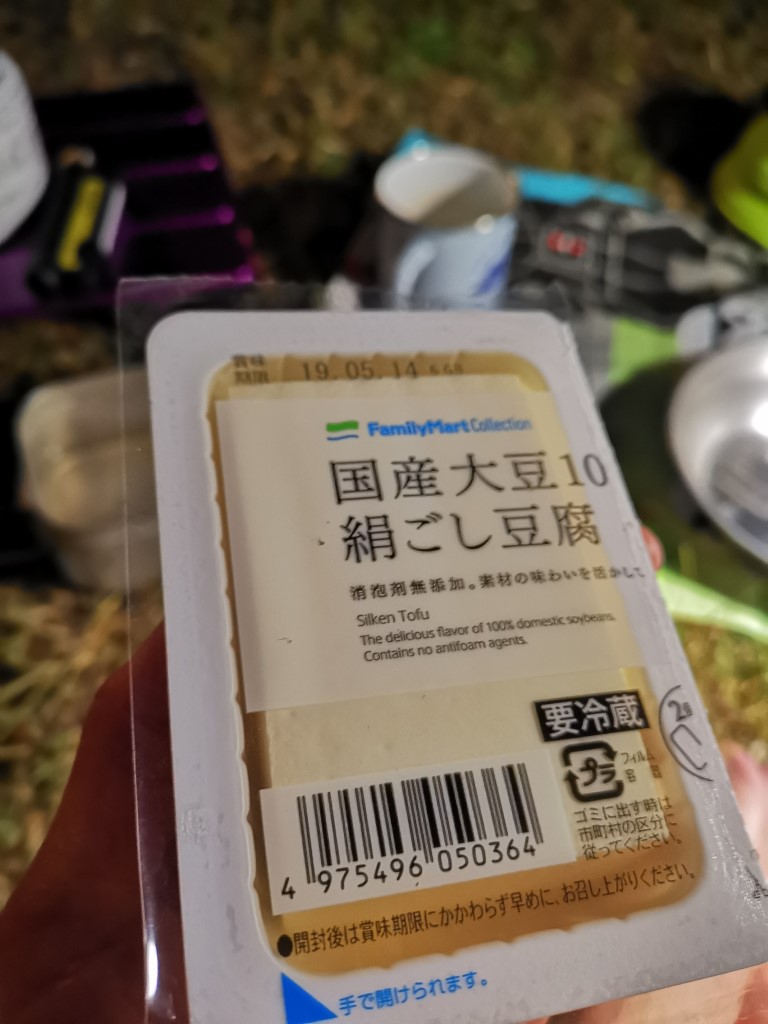 賞味
期限 19.05.14
FamilyMart Collection
国産大豆10
絹ごし豆腐
消泡剤無添加。素材の味わいを活かして
Silken Tofu
The delicious flavor of 100% domestic soybeans.
Contains no antifoam agents.
要冷蔵
プラ
フィルム
容器
ゴミに出す時は
市町村の区分に
従ってください。
4 975496 050364
●開封後は賞味期限にかかわらず早めに、お召し上がりください。
手で開けられます。